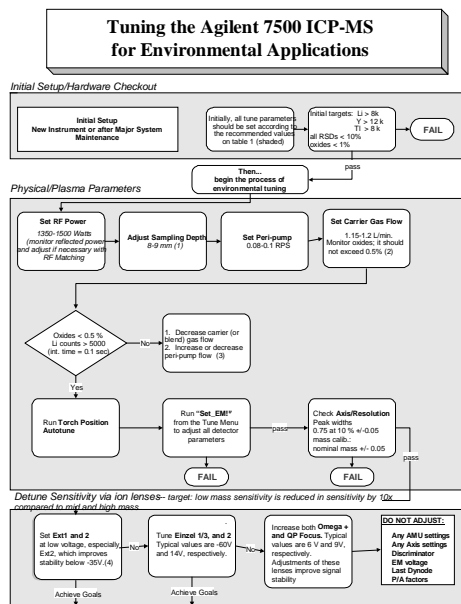 Tuning the Agilent 7500 ICP-MS
for Environmental Applications
Initial Setup/Hardware Checkout
Initial Setup
New Instrument or after Major System
Maintenance
Initially, all tune parameters
should be set according to
the recommended values
on table 1 (shaded)
Initial targets: Li > 8k
Y > 12 k
Tl > 8 k
all RSDs < 10%
oxides < 1%
FAIL
pass
Then...
begin the process of
environmental tuning
Physical/Plasma Parameters
Set RF Power
1350-1500 Watts
(monitor reflected power
and adjust if necessary with
RF Matching
Adjust Sampling Depth
8-9 mm (1)
Set Peri-pump
0.08-0.1 RPS
Set Carrier Gas Flow
1.15-1.2 L/min.
Monitor oxides; it should
not exceed 0.5% (2)
Oxides < 0.5 %
Li counts > 5000
(int. time = 0.1 sec)
No
1. Decrease carrier (or
blend) gas flow
2. Increase or decrease
peri-pump flow (3)
Yes
Run Torch Position
Autotune
Run "Set_EM!"
from the Tune Menu
to adjust all detector
parameters
pass
Check Axis/Resolution
Peak widths
0.75 at 10 % +/-0.05
mass calib.:
nominal mass +/- 0.05
pass
FAIL
FAIL
Detune Sensitivity via ion lenses-- target: low mass sensitivity is reduced in sensitivity by 10x
compared to mid and high mass
Set Ext1 and 2
at low voltage, especially,
Ext2, which improves
stability below -35V.(4)
No
Tune Einzel 1/3, and 2
Typical values are -60V
and 14V, respectively.
No
Increase both Omega +
and QP Focus. Typical
values are 6 V and 9V,
respectively.
Adjustments of these
lenses improve signal
stability
DO NOT ADJUST:
Any AMU settings
Any Axis settings
Discriminator
EM voltage
Last Dynode
P/A factors
Achieve Goals
Achieve Goals